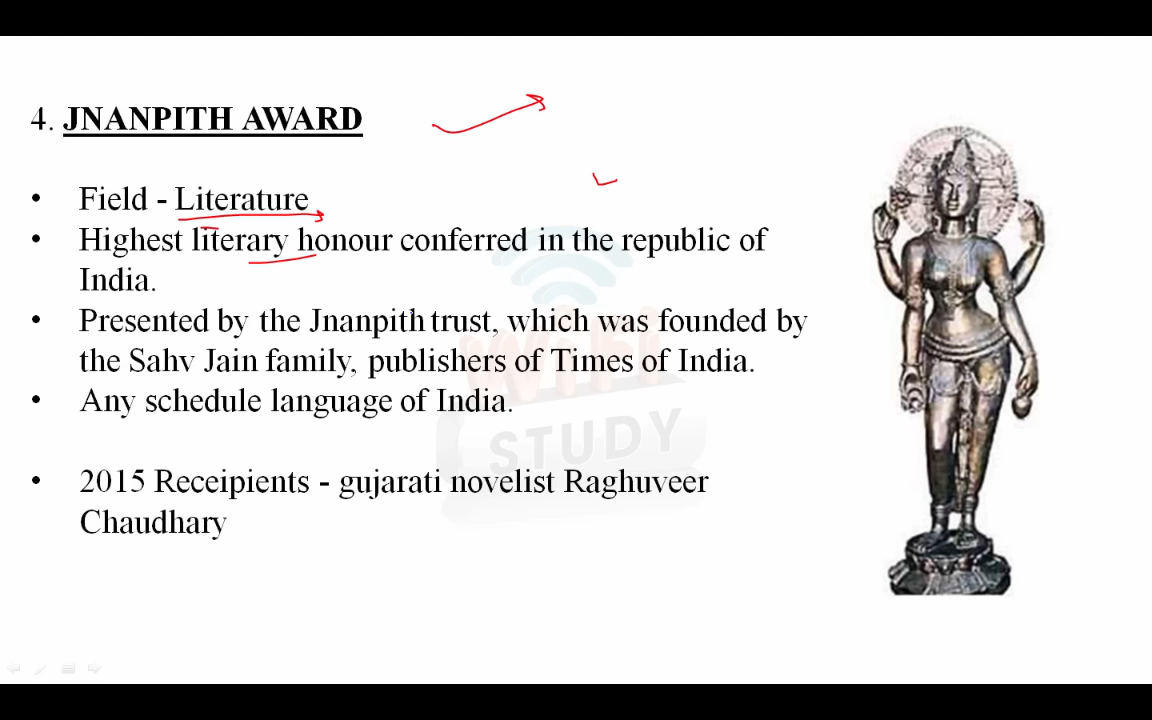 4. JNANPITH AWARD
• Field - Literature
• Highest literary honour conferred in the republic of
India.
• Presented by the Jnanpith trust, which was founded by
the Sahv Jain family, publishers of Times of India.
• Any schedule language of India.
• 2015 Receipients - gujarati novelist Raghuveer
Chaudhary
WiFi
STUDY